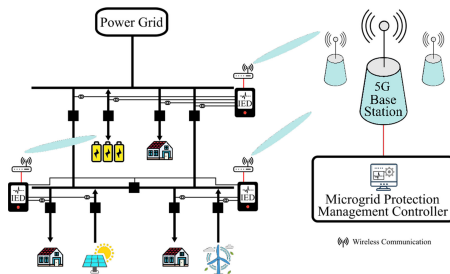 Power Grid
IED
5G
Base
Station
IED
IED
Microgrid Protection
Management Controller
Wireless Communication